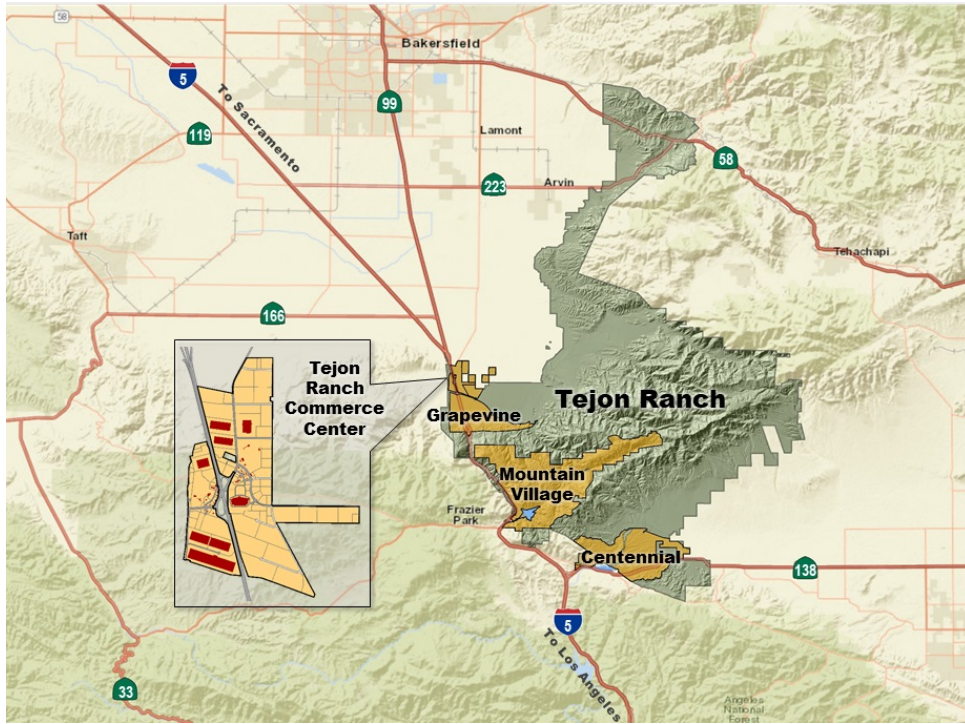 58
Bakersfield
5
To Sacramento
99
119
Lamont
58
223
Arvin
Taft
Tehachapi
166
Tejon
Ranch
Commerce
Center
Tejon Ranch
Grapevine
Mountain
Village
Frazier
Park
Centennial
138
5
To Los Angeles
33
Angeles
National
Forest